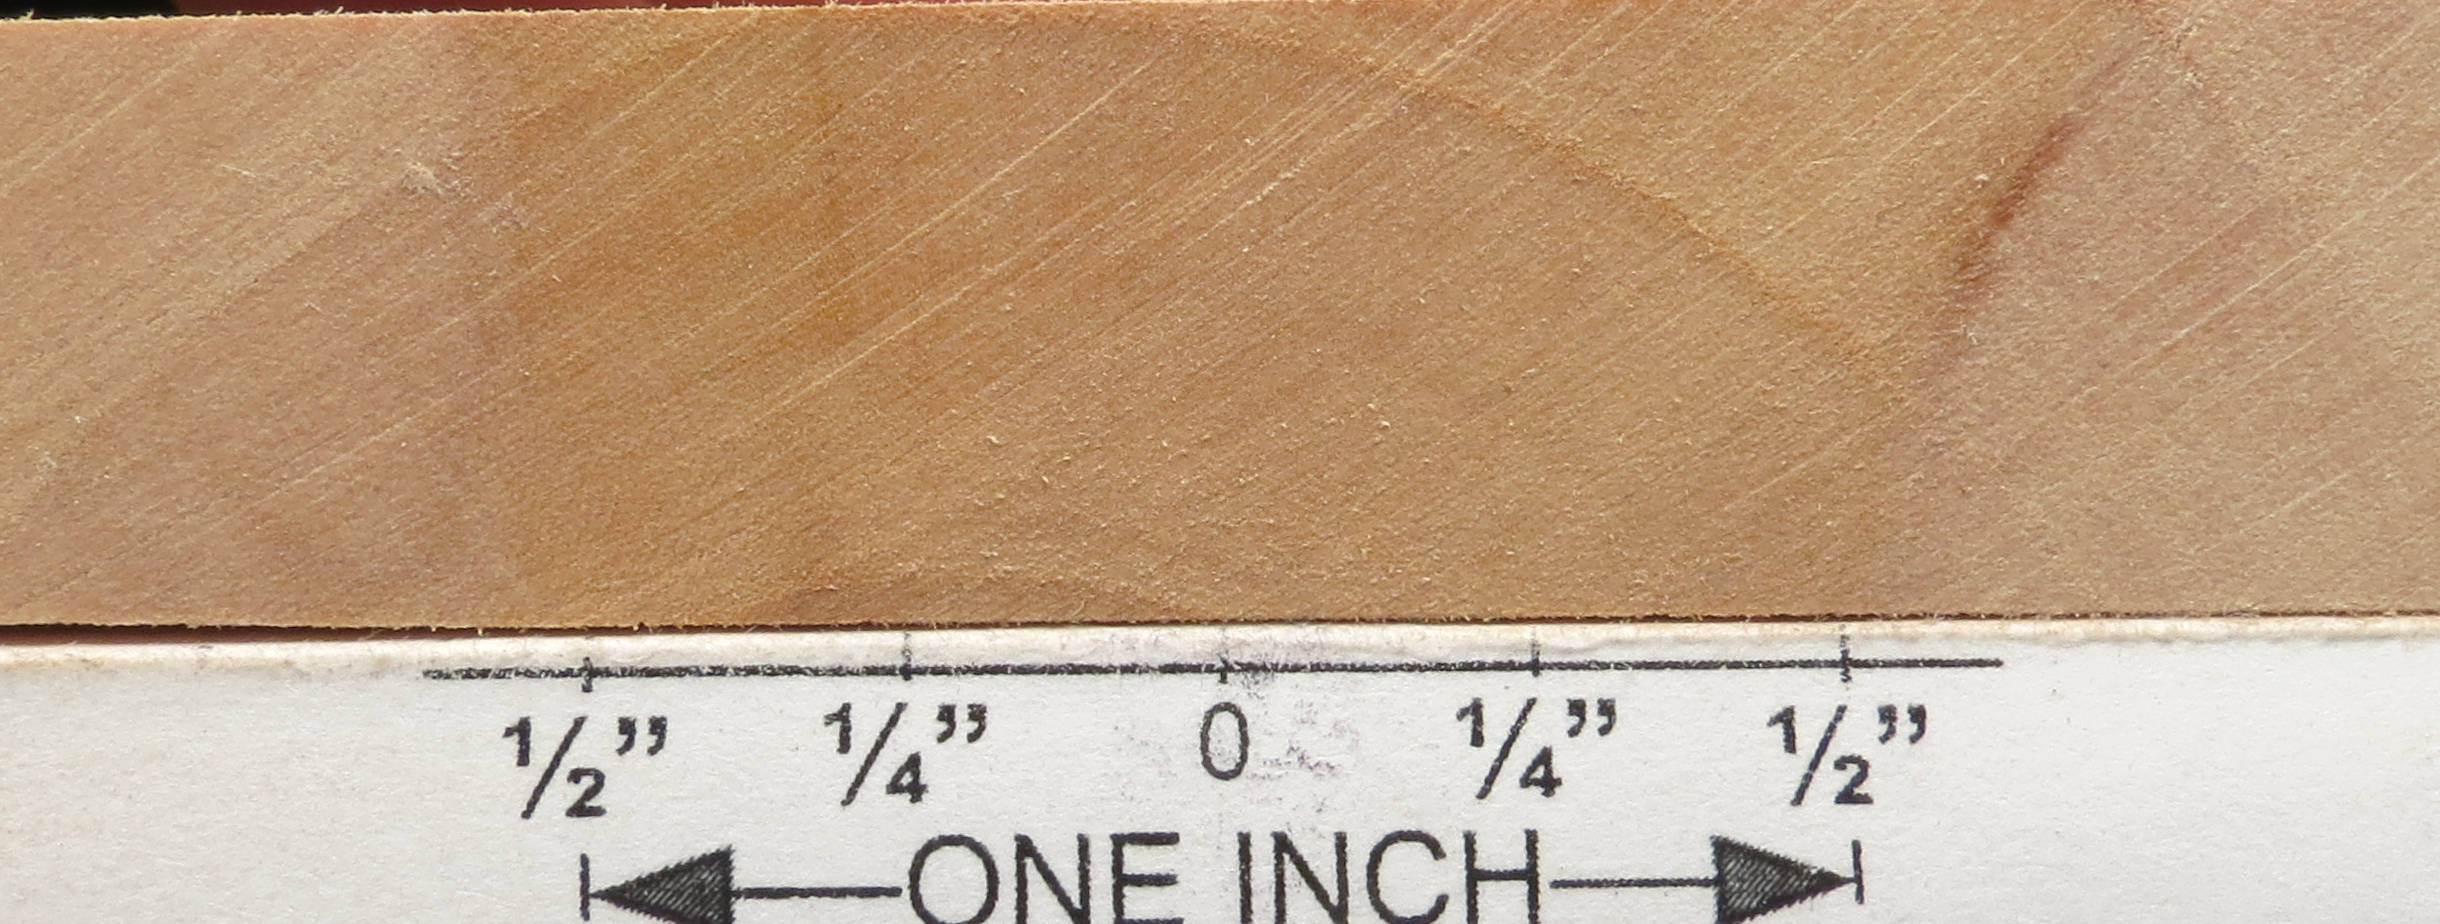 1/2” 1/4” 0 1/4” 1/2”
ONE INCH